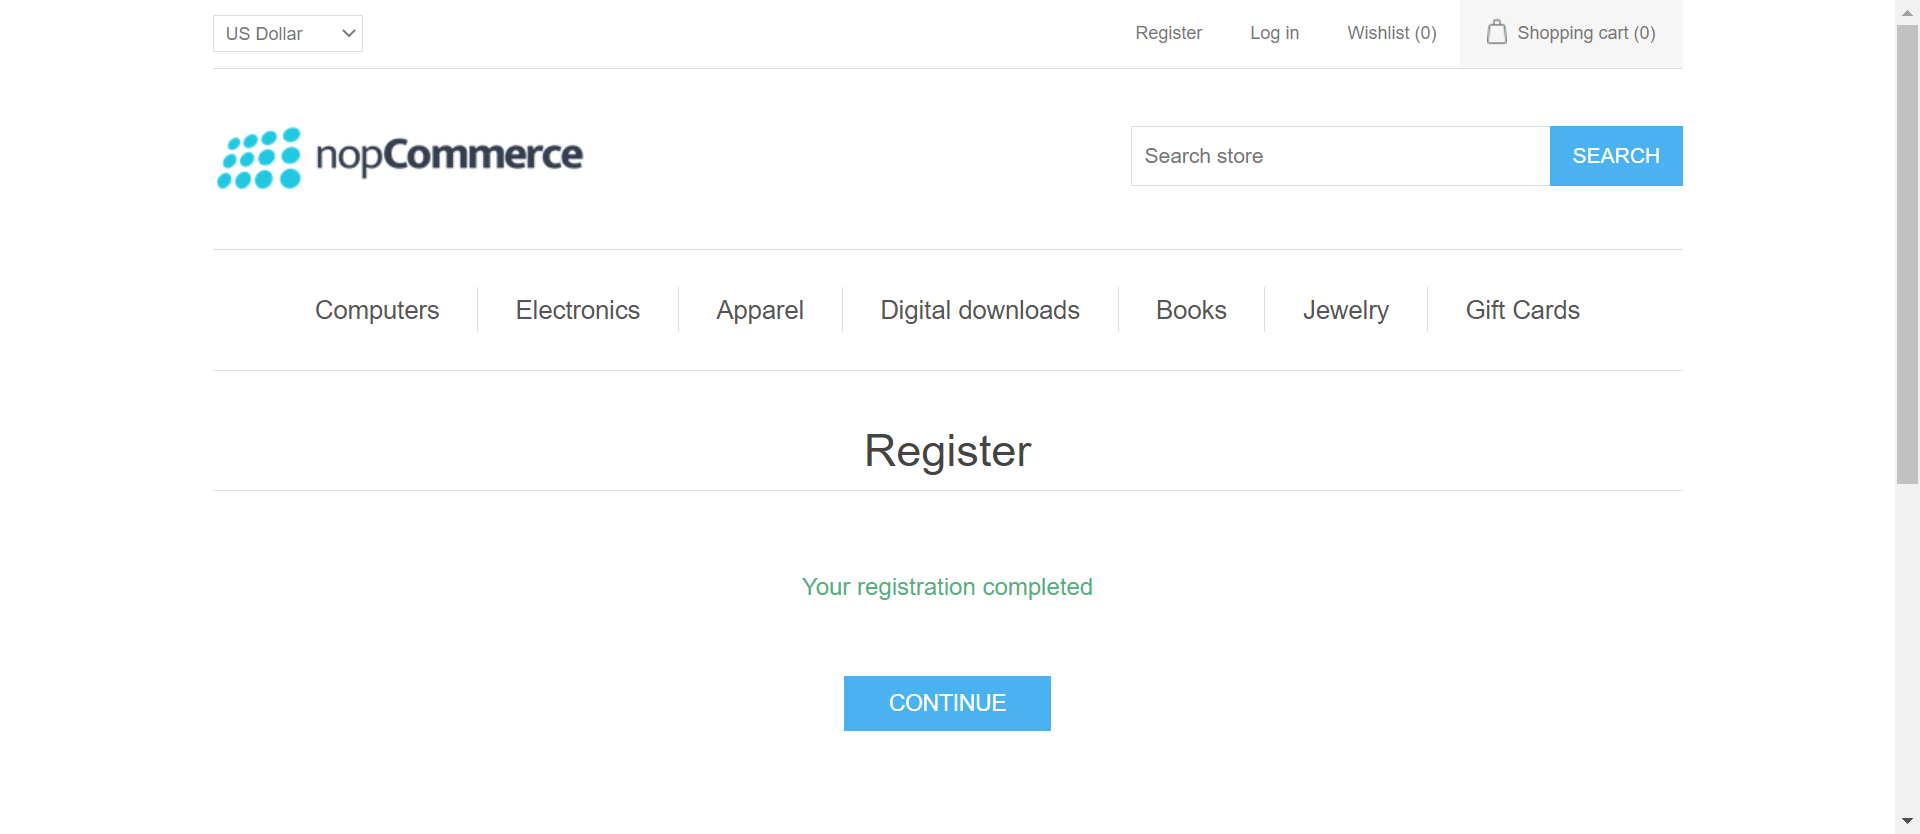 US Dollar
Register Log in Wishlist (0) Shopping cart (0)
nopCommerce
Search store SEARCH
Computers Electronics Apparel Digital downloads Books Jewelry Gift Cards
Register
Your registration completed
CONTINUE